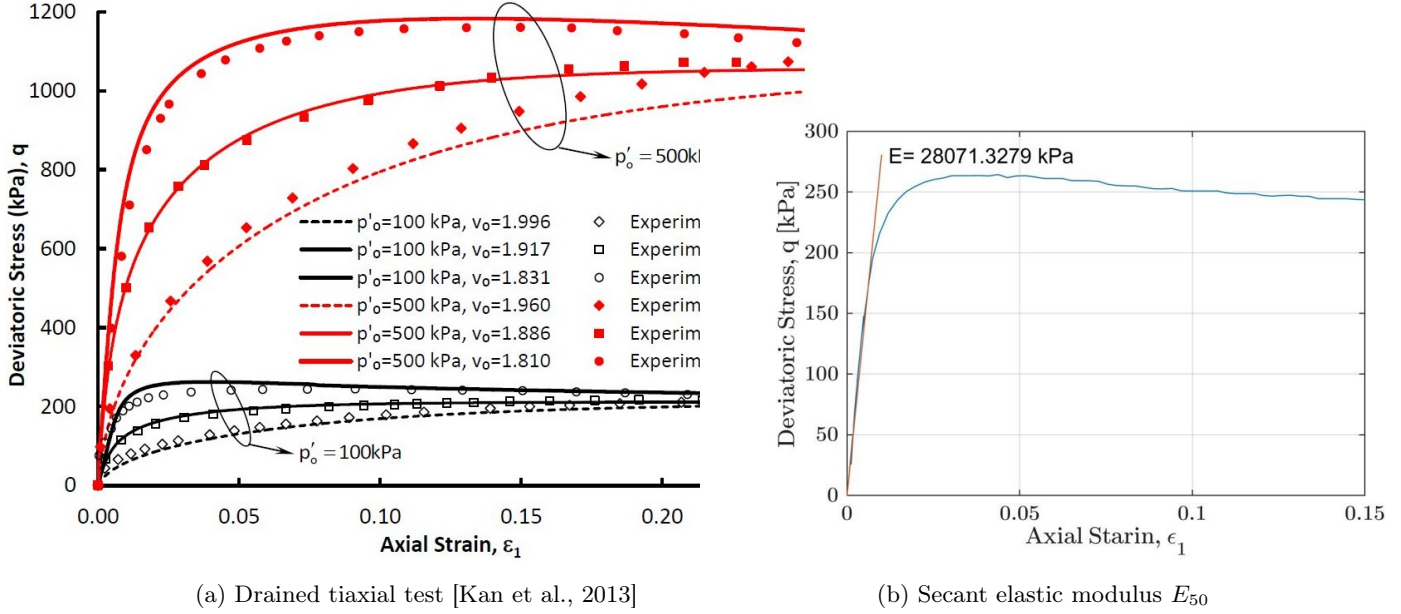 1200
1000
800
600
400
200
0
Deviatoric Stress (kPa), q
p'o=500kl
p'o=100 kPa, vo=1.996 Experim
p'o=100 kPa, vo=1.917 Experim
p'o=100 kPa, vo=1.831 Experim
p'o=500 kPa, vo=1.960 Experim
p'o=500 kPa, vo=1.886 Experim
p'o=500 kPa, vo=1.810 Experim
p'o=100kPa
0.00 0.05 0.10 0.15 0.20
Axial Strain, ε1
(a) Drained tiaxial test [Kan et al., 2013]
300
250
200
150
100
50
0
Deviatoric Stress, q [kPa]
E= 28071.3279 kPa
0 0.05 0.1 0.15
Axial Starin, ϵ1
(b) Secant elastic modulus E50